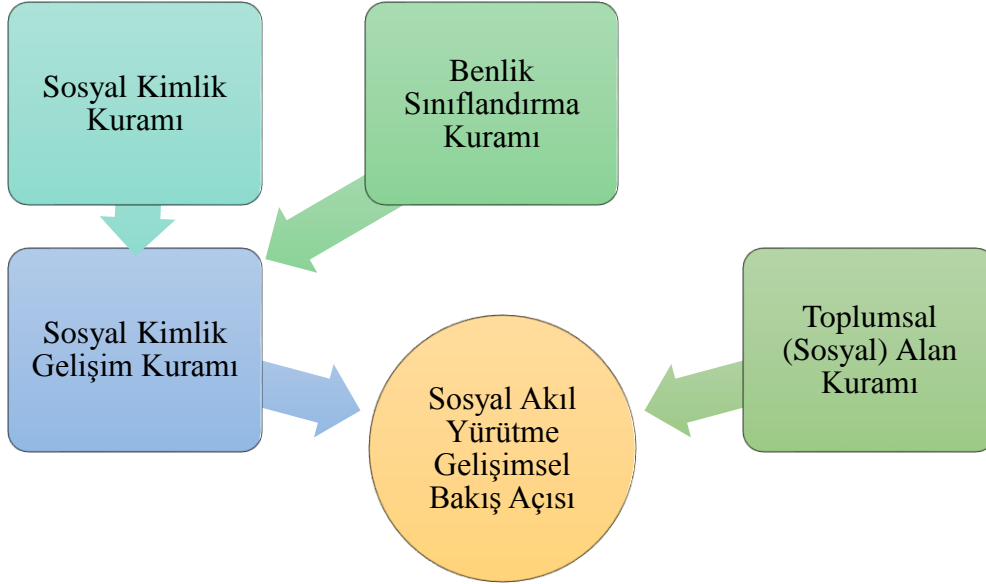 Sosyal Kimlik
Kuramı
Benlik
Sınıflandırma
Kuramı
Sosyal Kimlik
Gelişim Kuramı
Sosyal Akıl
Yürütme
Gelişimsel
Bakış Açısı
Toplumsal
(Sosyal) Alan
Kuramı